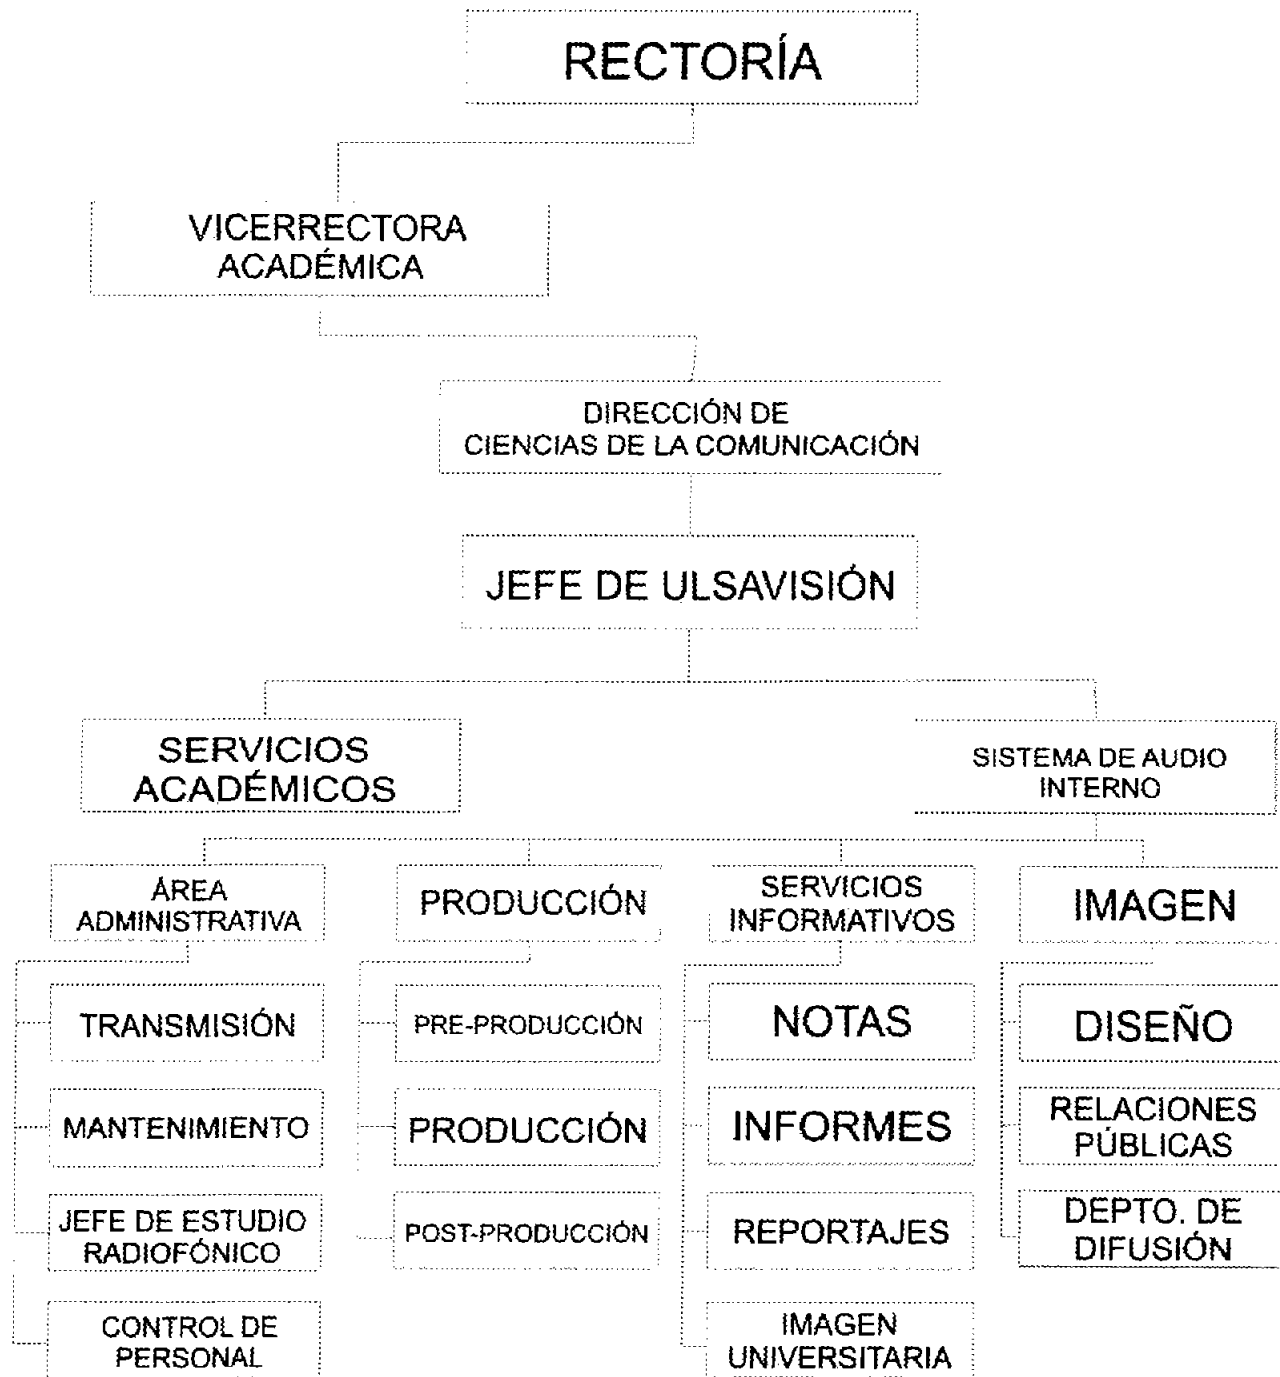 RECTORÍA
VICERRECTORA
ACADÉMICA
DIRECCIÓN DE
CIENCIAS DE LA COMUNICACIÓN
JEFE DE ULSAVISIÓN
SERVICIOS
ACADÉMICOS
SISTEMA DE AUDIO
INTERNO
ÁREA
ADMINISTRATIVA
TRANSMISIÓN
MANTENIMIENTO
JEFE DE ESTUDIO
RADIOFÓNICO
CONTROL DE
PERSONAL
PRODUCCIÓN
PRE-PRODUCCIÓN
PRODUCCIÓN
POST-PRODUCCIÓN
SERVICIOS
INFORMATIVOS
NOTAS
INFORMES
REPORTAJES
IMAGEN
UNIVERSITARIA
IMAGEN
DISEÑO
RELACIONES
PÚBLICAS
DEPTO. DE
DIFUSIÓN